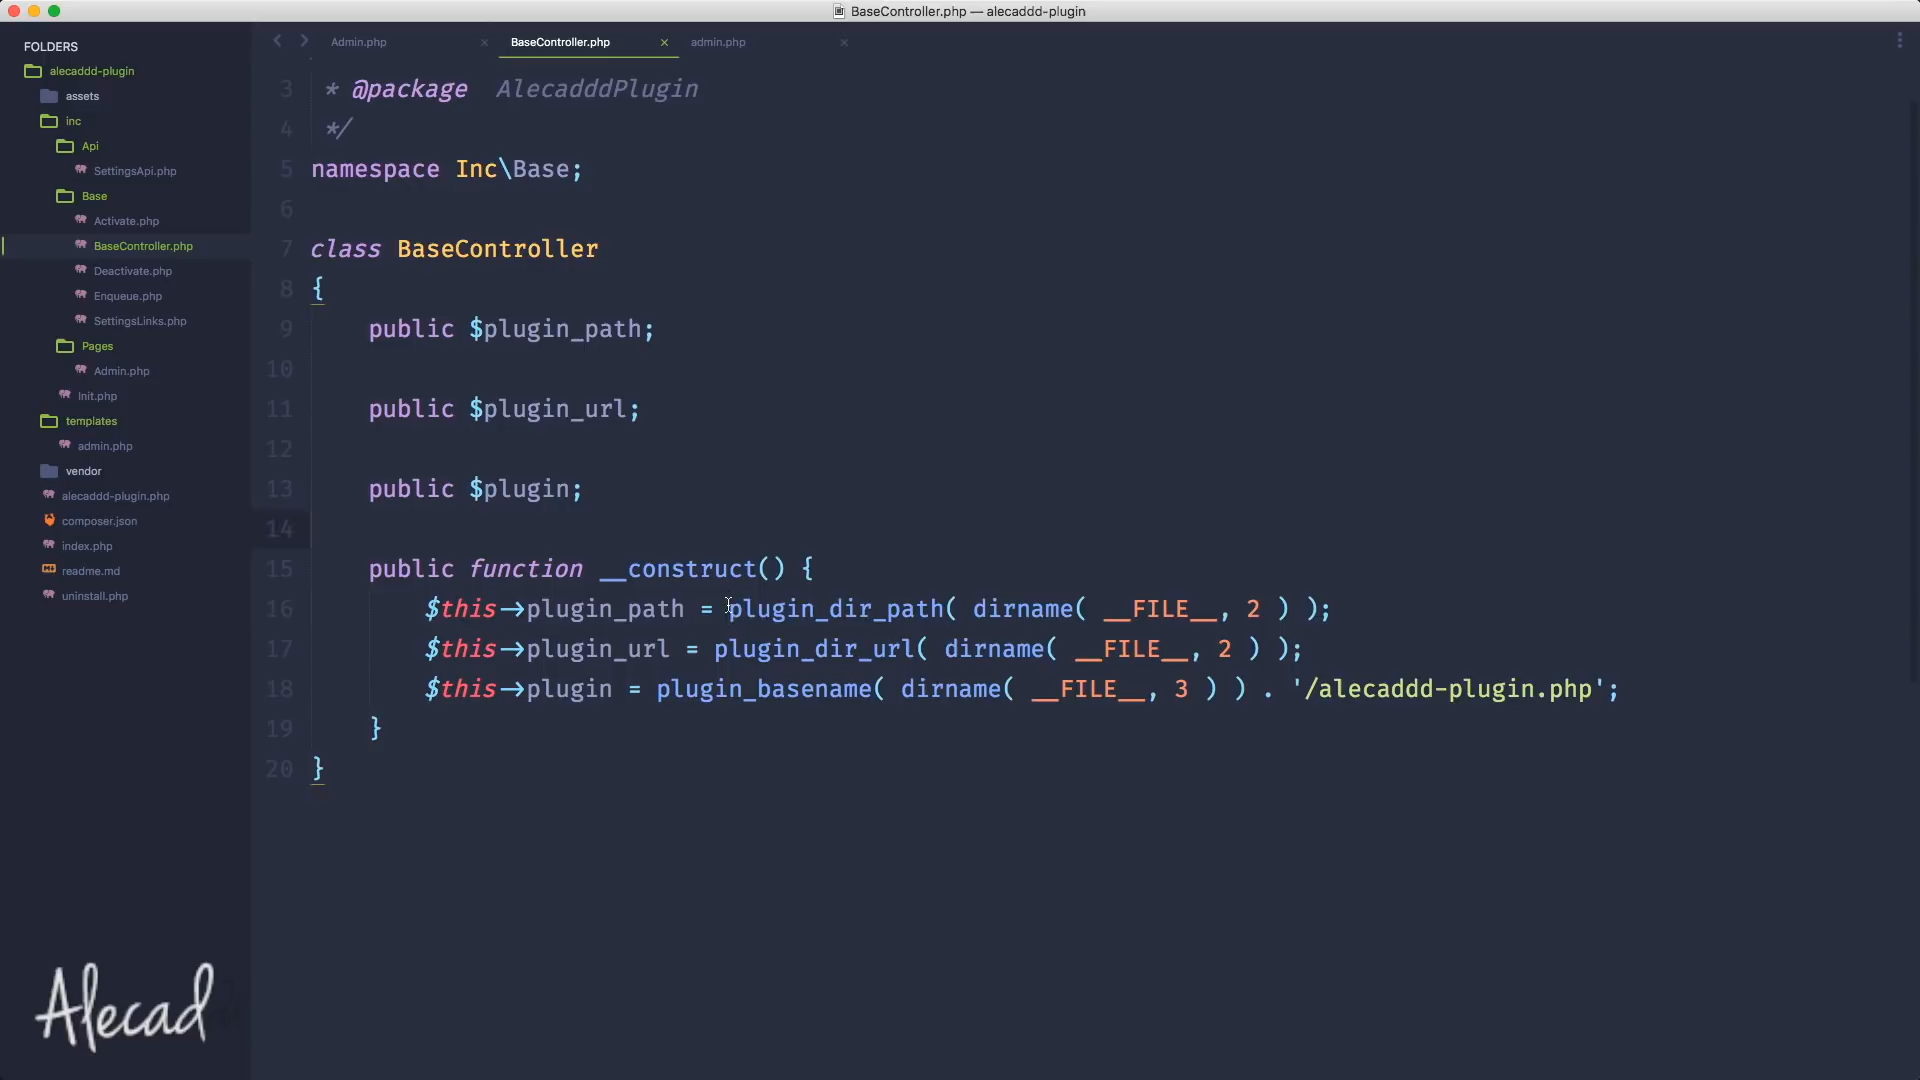 BaseController.php — alecaddd-plugin
FOLDERS
alecaddd-plugin
assets
inc
Api
SettingsApi.php
Base
Activate.php
BaseController.php
Deactivate.php
Enqueue.php
SettingsLinks.php
Pages
Admin.php
Init.php
templates
admin.php
vendor
alecaddd-plugin.php
composer.json
index.php
readme.md
uninstall.php
Admin.php
BaseController.php
admin.php
3 * @package  AlecadddPlugin
4 */
5 namespace Inc\Base;
6
7 class BaseController
8 {
9 public $plugin_path;
10
11 public $plugin_url;
12
13 public $plugin;
14
15 public function __construct() {
16 $this->plugin_path = plugin_dir_path( dirname( __FILE__, 2 ) );
17 $this->plugin_url = plugin_dir_url( dirname( __FILE__, 2 ) );
18 $this->plugin = plugin_basename( dirname( __FILE__, 3 ) ) . '/alecaddd-plugin.php';
19 }
20 }
Alecad